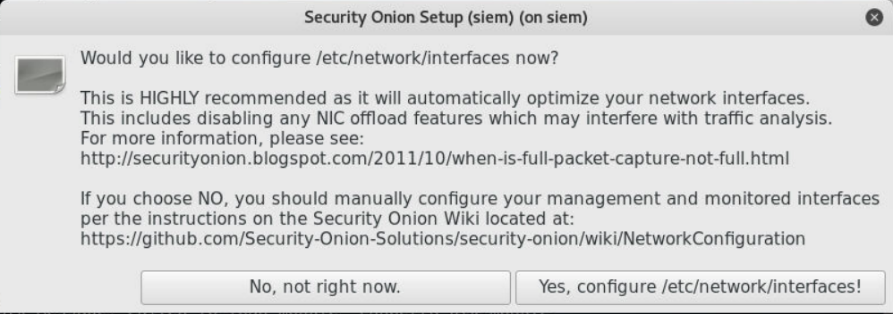 Security Onion Setup (siem) (on siem)
Would you like to configure /etc/network/interfaces now?
This is HIGHLY recommended as it will automatically optimize your network interfaces.
This includes disabling any NIC offload features which may interfere with traffic analysis.
For more information, please see:
http://securityonion.blogspot.com/2011/10/when-is-full-packet-capture-not-full.html
If you choose NO, you should manually configure your management and monitored interfaces
per the instructions on the Security Onion Wiki located at:
https://github.com/Security-Onion-Solutions/security-onion/wiki/NetworkConfiguration
No, not right now.
Yes, configure /etc/network/interfaces!